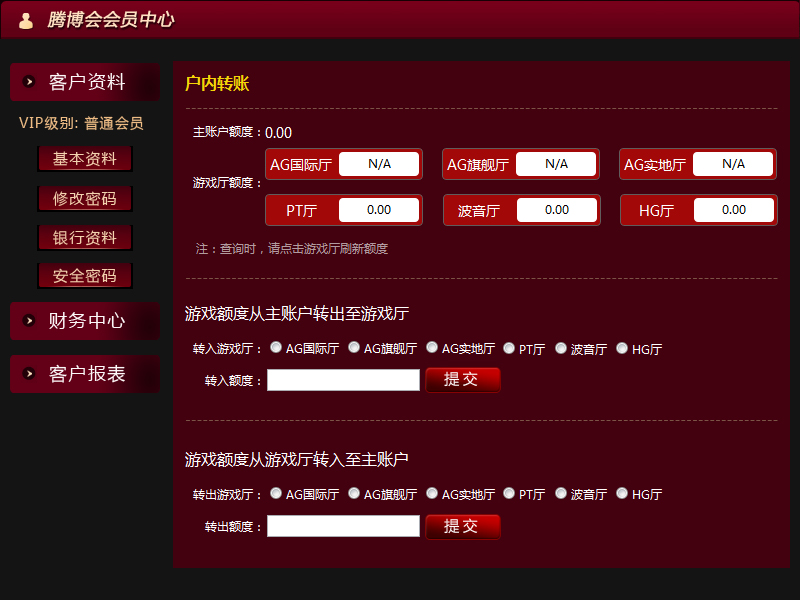 腾博会会员中心
客户资料
VIP级别: 普通会员
基本资料
修改密码
银行资料
安全密码
财务中心
客户报表
户内转账
主账户额度：0.00
游戏厅额度：
AG国际厅 N/A AG旗舰厅 N/A AG实地厅 N/A
PT厅 0.00 波音厅 0.00 HG厅 0.00
注：查询时，请点击游戏厅刷新额度
游戏额度从主账户转出至游戏厅
转入游戏厅： AG国际厅 AG旗舰厅 AG实地厅 PT厅 波音厅 HG厅
转入额度： 提交
游戏额度从游戏厅转入至主账户
转出游戏厅： AG国际厅 AG旗舰厅 AG实地厅 PT厅 波音厅 HG厅
转出额度： 提交